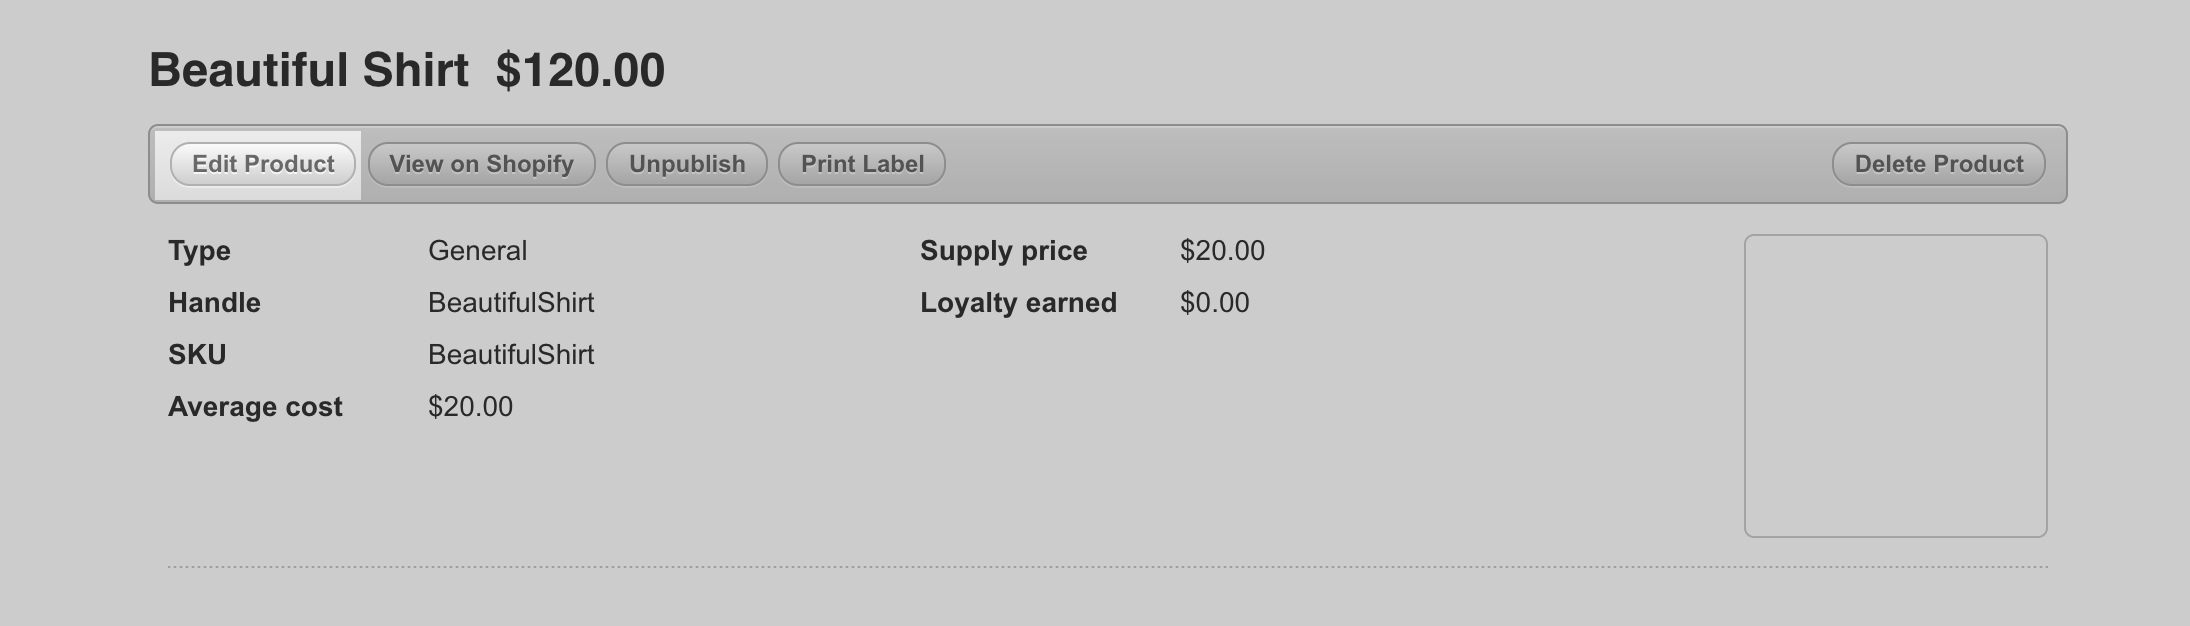 Beautiful Shirt $120.00
Edit Product View on Shopify Unpublish Print Label Delete Product
Type General Supply price $20.00
Handle BeautifulShirt Loyalty earned $0.00
SKU BeautifulShirt
Average cost $20.00